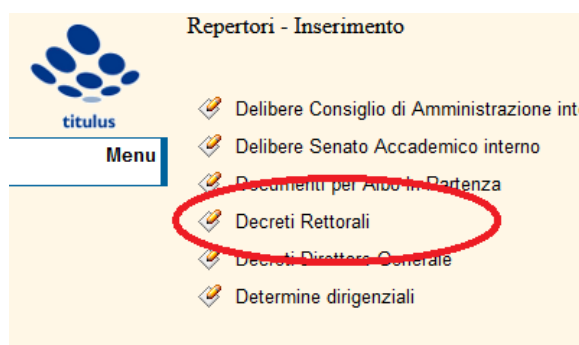 Repertori - Inserimento
titulus
Menu
Delibere Consiglio di Amministrazione int
Delibere Senato Accademico interno
Documenti per Albo in Partenza
Decreti Rettorali
Decreti Direttore Generale
Determine dirigenziali